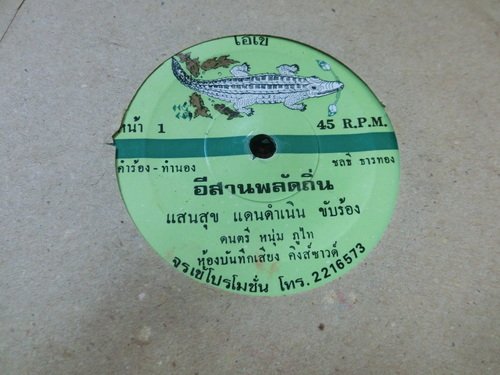 เอเซ
หน้า 1 45 R.P.M.
คำร้อง - ทำนอง ชลธี ธารทอง
อีสานพลัดถิ่น
แสนสุข แดนดำเนิน ขับร้อง
ดนตรี หนุ่ม ภูไท
ห้องบันทึกเสียง คิงส์ซาวด์
จรเข้โปรโมชั่น โทร. 2216573